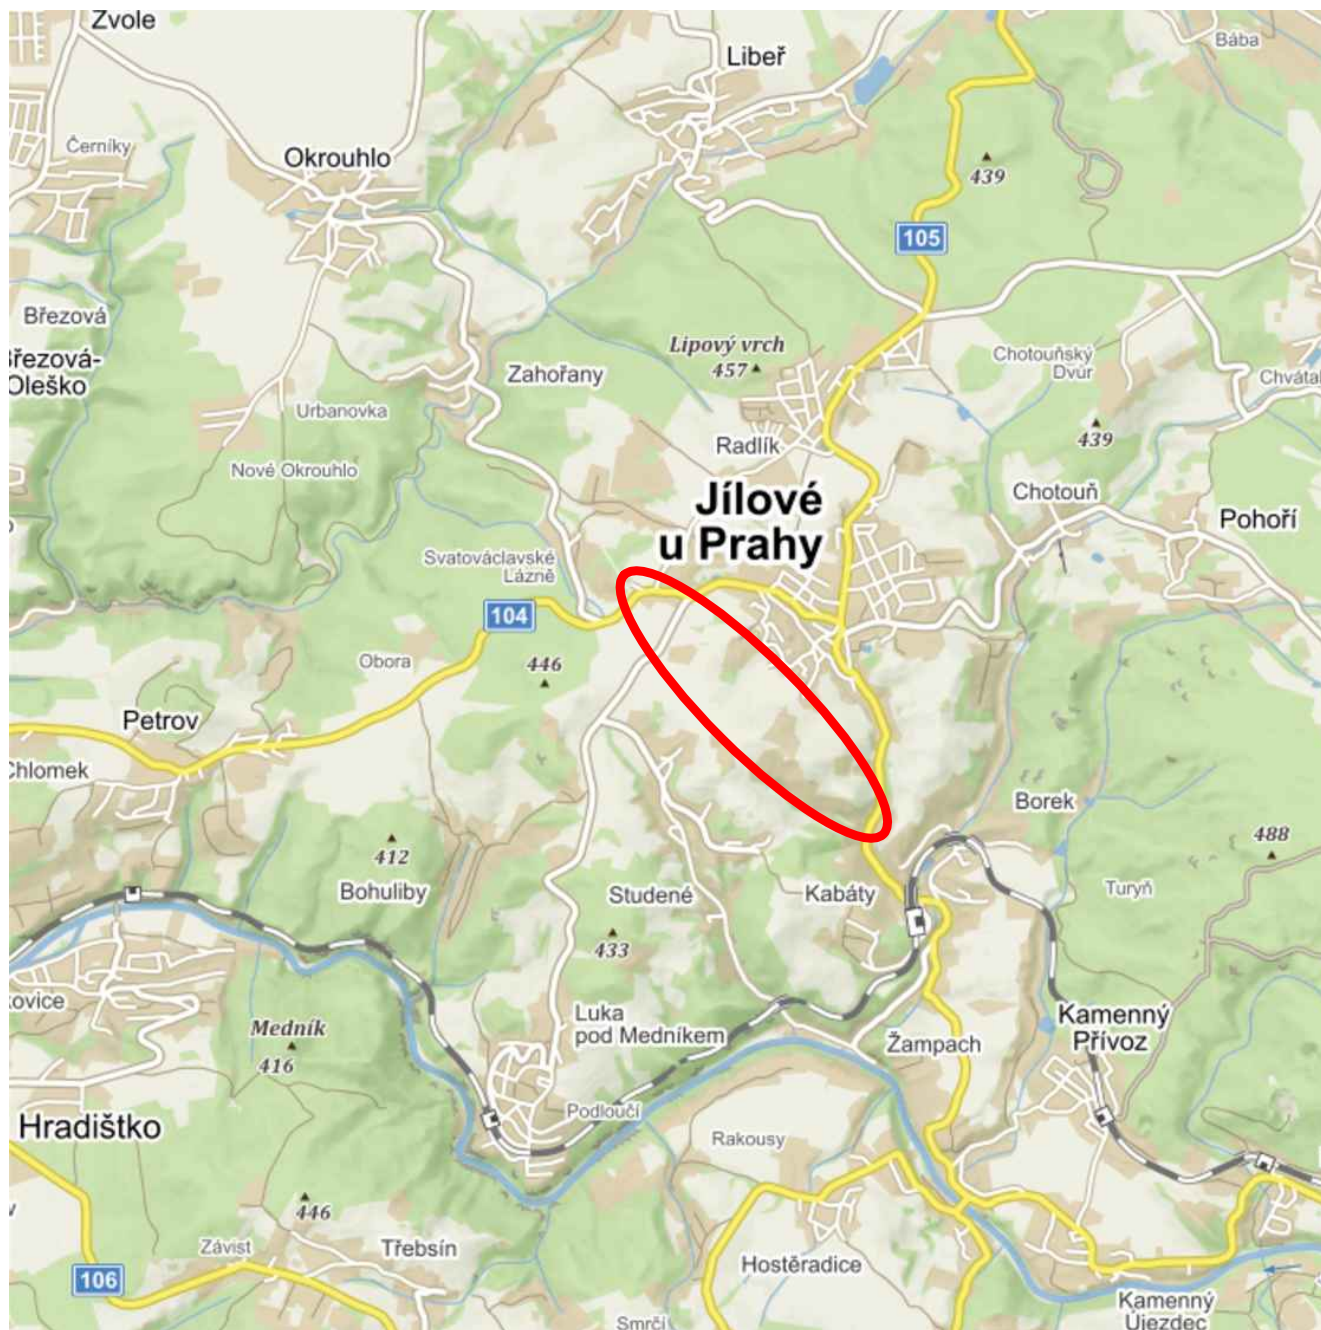 Zvole
Bába
Libeř
Černíky
Okrouhlo
439
105
Březová
Lipový vrch
457
Chotouňský
Dvůr
Březová-
Oleško
Zahořany
Urbanovka
439
Radlík
Nové Okrouhlo
Chotouň
Jílové
u Prahy
Pohoří
Svatováclavské
Lázně
104
Obora
446
Petrov
Chlomek
Borek
412
488
Bohuliby
Studené
Kabáty
Turyň
433
ovice
Luka
pod Medníkem
Medník
416
Žampach
Kamenný
Přívoz
Hradištko
Podloučí
Rakousy
446
Závist
Třebsín
Hostěradice
106
Kamenný
Újezdec
Smrčí